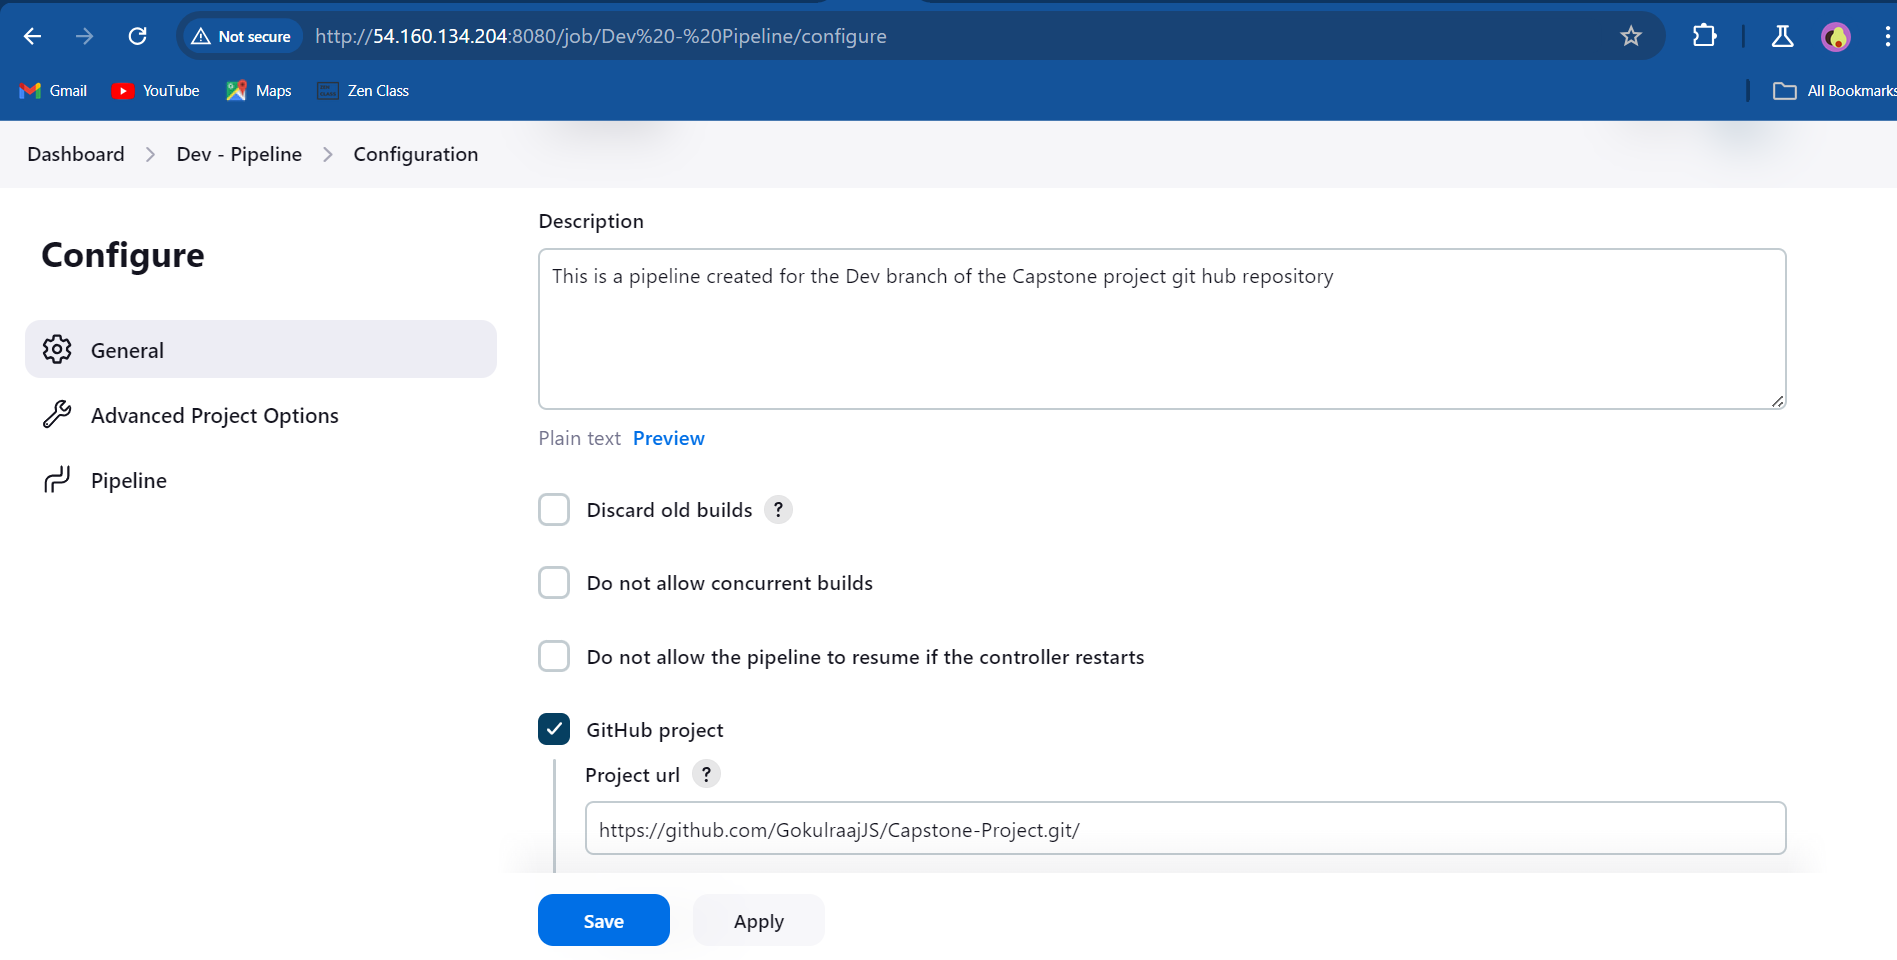 Not secure http://54.160.134.204:8080/job/Dev%20-%20Pipeline/configure
Gmail YouTube Maps Zen Class All Bookmarks
Dashboard Dev - Pipeline Configuration
Configure
General
Advanced Project Options
Pipeline
Description
This is a pipeline created for the Dev branch of the Capstone project git hub repository
Plain text Preview
Discard old builds ?
Do not allow concurrent builds
Do not allow the pipeline to resume if the controller restarts
GitHub project
Project url ?
https://github.com/GokulraajJS/Capstone-Project.git/
Save Apply